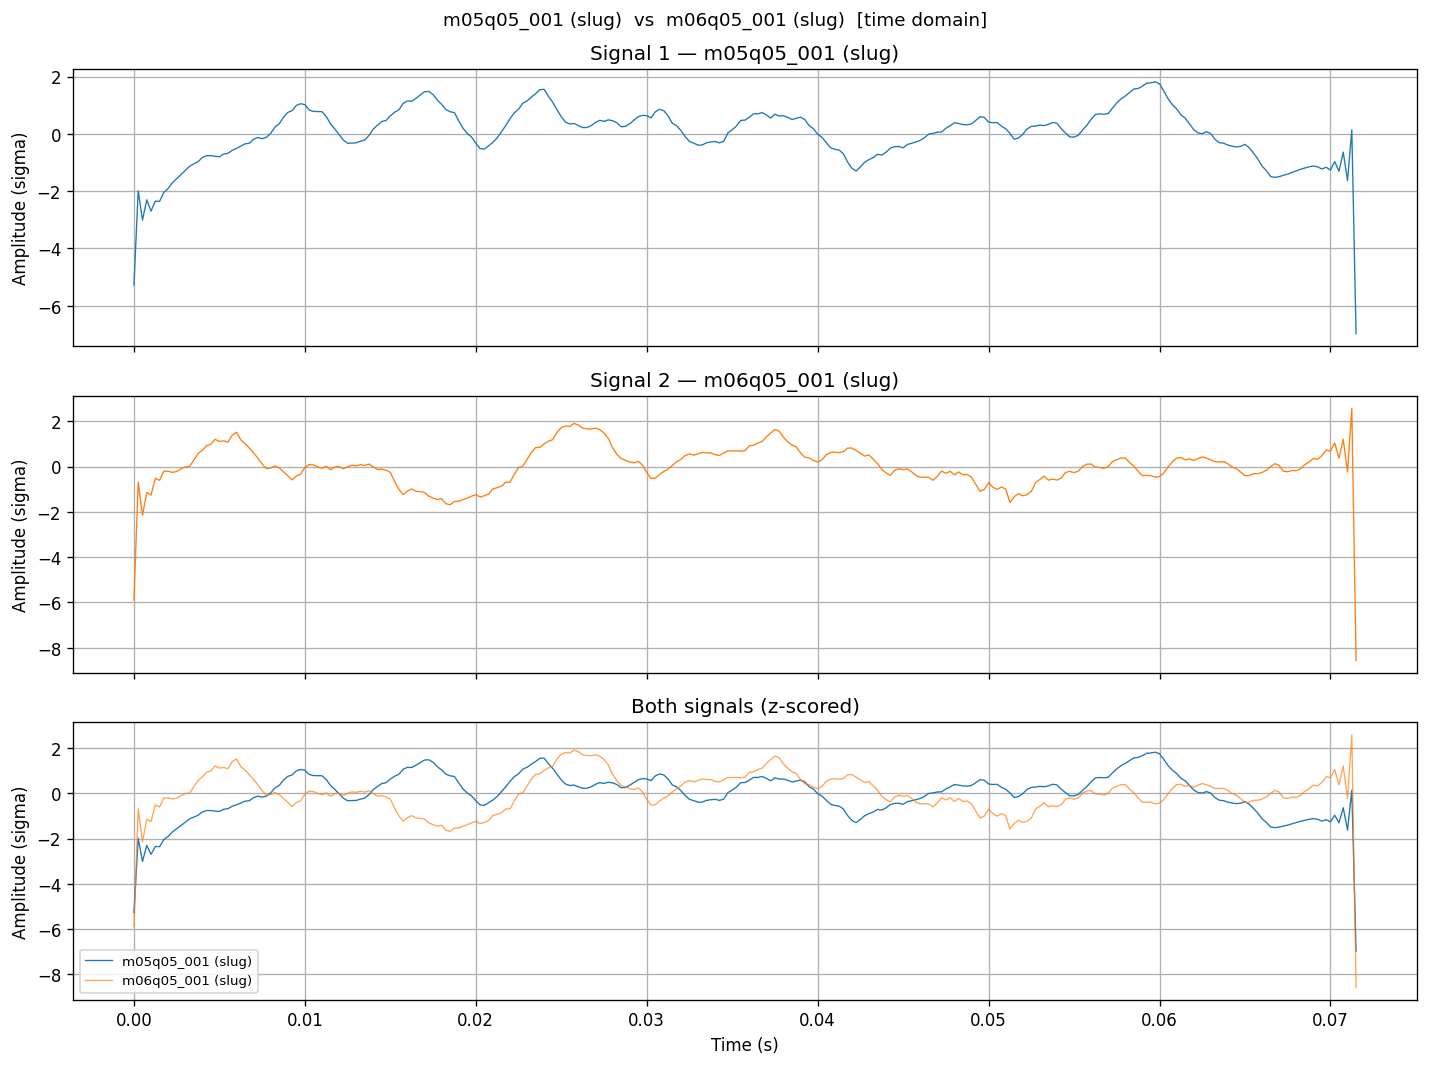 m05q05_001 (slug)  vs  m06q05_001 (slug)  [time domain]
Signal 1 — m05q05_001 (slug)
2
0
−2
−4
−6
Amplitude (sigma)
Signal 2 — m06q05_001 (slug)
2
0
−2
−4
−6
−8
Amplitude (sigma)
Both signals (z-scored)
2
0
−2
−4
−6
−8
Amplitude (sigma)
m05q05_001 (slug)
m06q05_001 (slug)
0.00 0.01 0.02 0.03 0.04 0.05 0.06 0.07
Time (s)